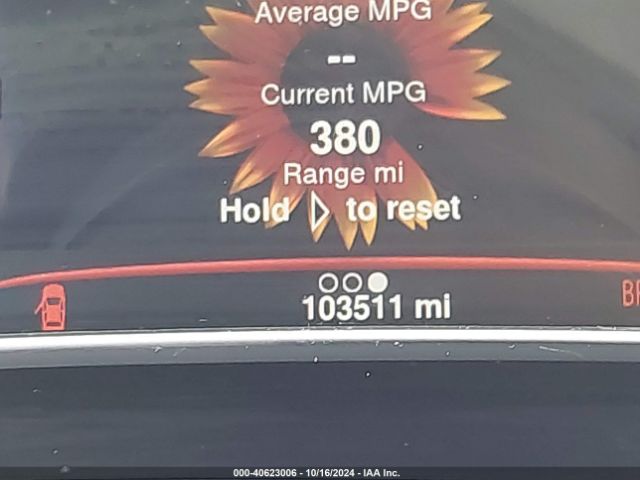 Average MPG
--
Current MPG
380
Range mi
Hold ▷ to reset
103511 mi
000-40623006 - 10/16/2024 - IAA Inc.